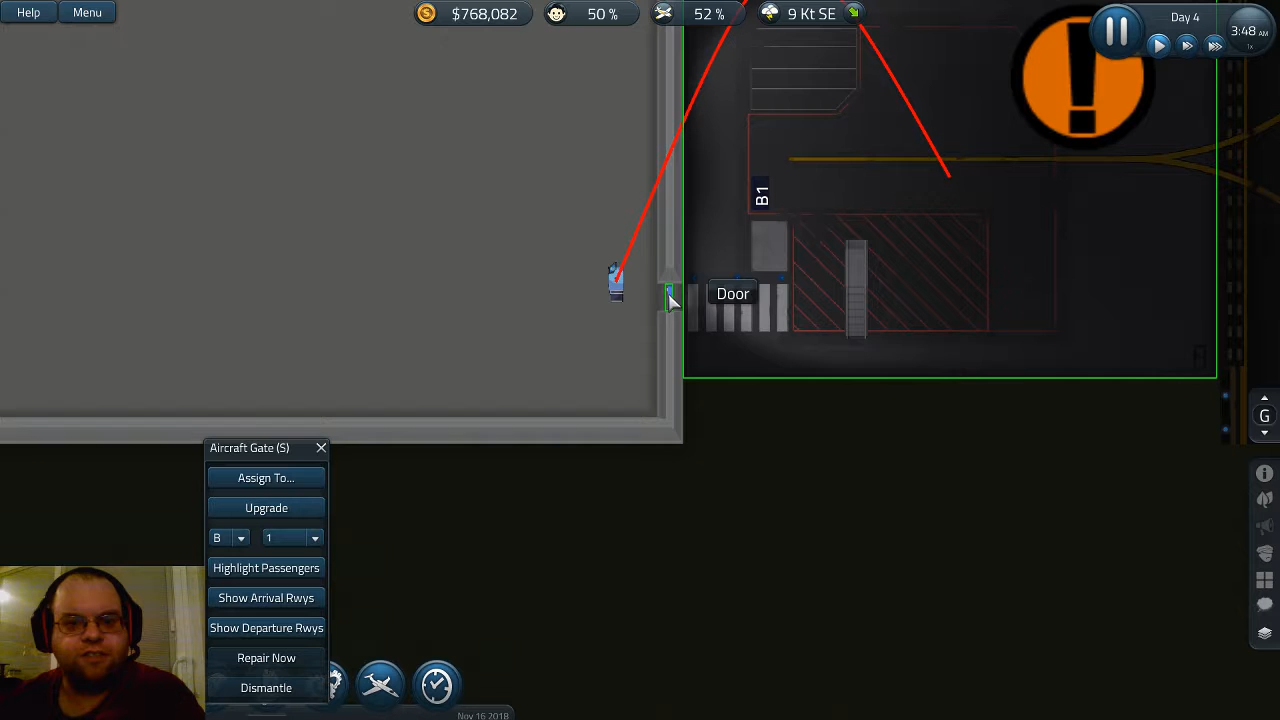 Help
Menu
$768,082
50 %
52 %
9 Kt SE
Day 4
3:48 AM
1x
B1
Door
G
Aircraft Gate (S)
Assign To...
Upgrade
B
1
Highlight Passengers
Show Arrival Rwys
Show Departure Rwys
Repair Now
Dismantle
Nov 16 2018